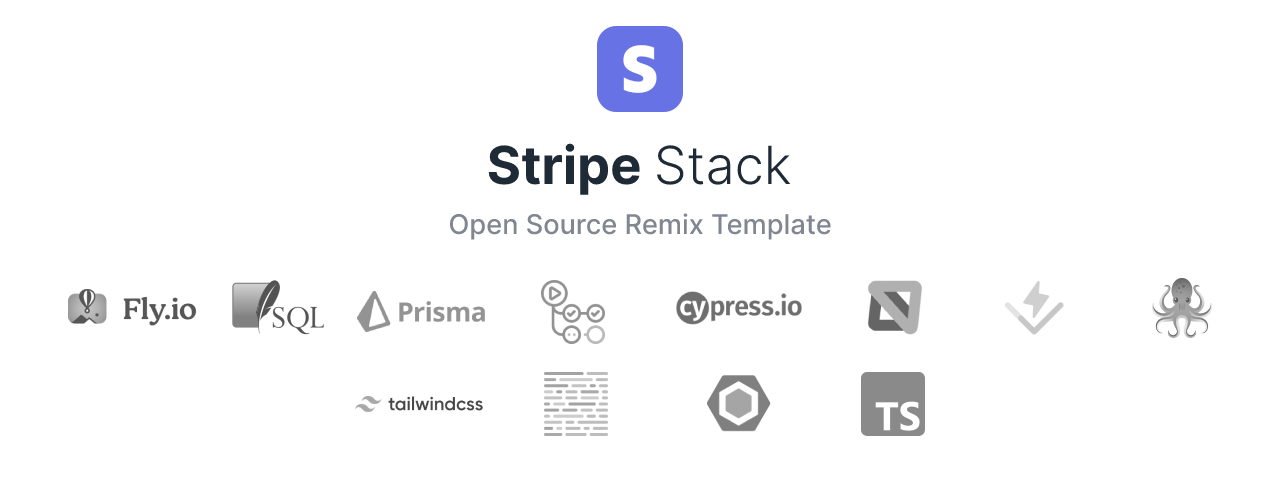 S
Stripe Stack
Open Source Remix Template
Fly.io
SQL
Prisma
cypress.io
tailwindcss
TS